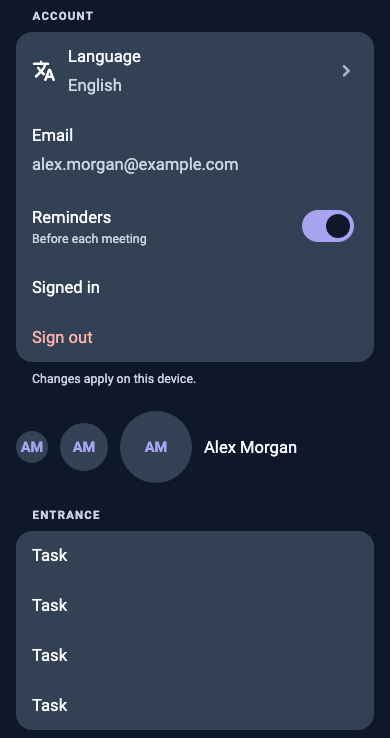 ACCOUNT
Language
English
Email
alex.morgan@example.com
Reminders
Before each meeting
Signed in
Sign out
Changes apply on this device.
AM AM AM Alex Morgan
ENTRANCE
Task
Task
Task
Task